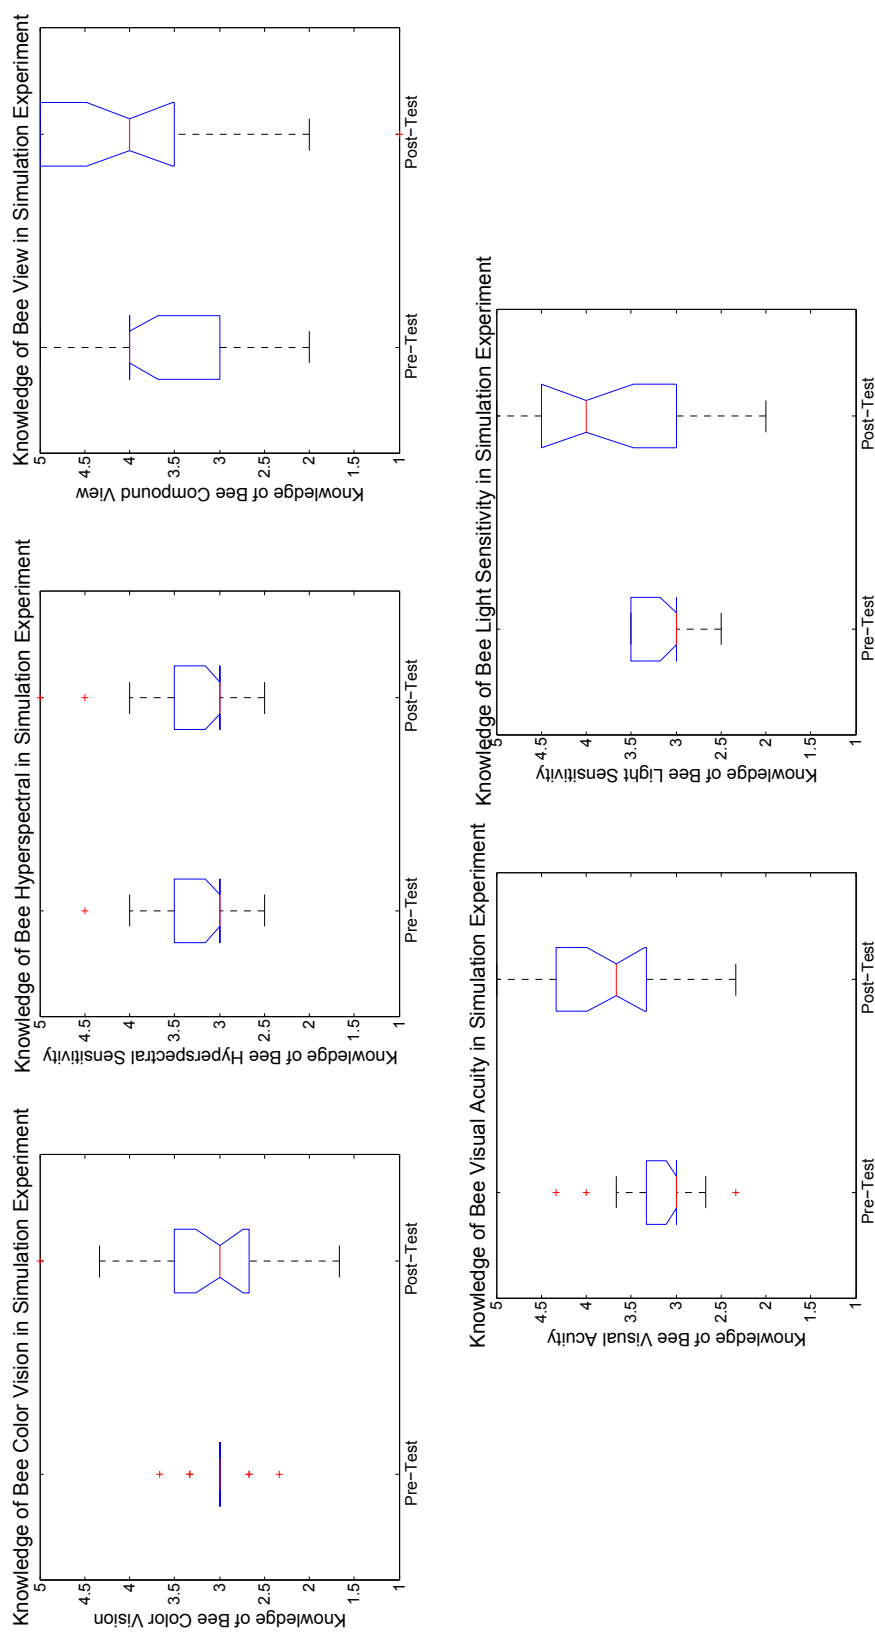 Knowledge of Bee Color Vision in Simulation Experiment
Knowledge of Bee Color Vision
5
4.5
4
3.5
3
2.5
2
1.5
1
Pre−Test
Post−Test
Knowledge of Bee Hyperspectral in Simulation Experiment
Knowledge of Bee Hyperspectral Sensitivity
5
4.5
4
3.5
3
2.5
2
1.5
1
Pre−Test
Post−Test
Knowledge of Bee View in Simulation Experiment
Knowledge of Bee Compound View
5
4.5
4
3.5
3
2.5
2
1.5
1
Pre−Test
Post−Test
Knowledge of Bee Visual Acuity in Simulation Experiment
Knowledge of Bee Visual Acuity
5
4.5
4
3.5
3
2.5
2
1.5
1
Pre−Test
Post−Test
Knowledge of Bee Light Sensitivity in Simulation Experiment
Knowledge of Bee Light Sensitivity
5
4.5
4
3.5
3
2.5
2
1.5
1
Pre−Test
Post−Test